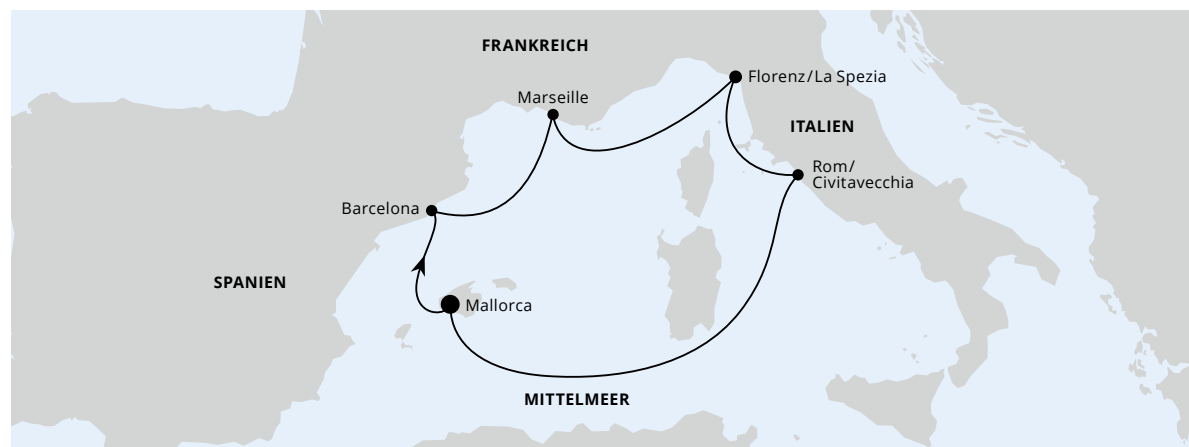 FRANKREICH
Florenz/La Spezia
Marseille
ITALIEN
Rom/
Civitavecchia
Barcelona
SPANIEN
Mallorca
MITTELMEER